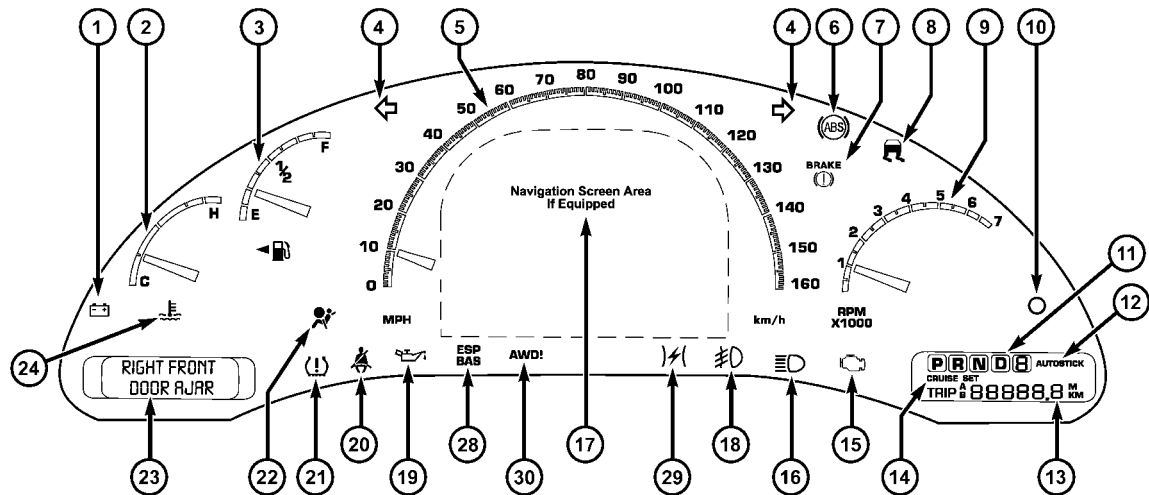 1 2 3 4 5 4 6 7 8 9 10
60 70 80 90 100
50 110
40 120
30 130
20 140
10 150
0 160
MPH km/h
F
1/2
E
H
C
Navigation Screen Area
If Equipped
ABS
BRAKE
1 2 3 4 5 6 7
RPM
X1000
11
12
24
RIGHT FRONT
DOOR AJAR
ESP
BAS
AWD!
P R N D 8 AUTOSTICK
CRUISE SET
TRIP A B 88888.8 M KM
23 22 21 20 19 28 30 17 29 18 16 15 14 13